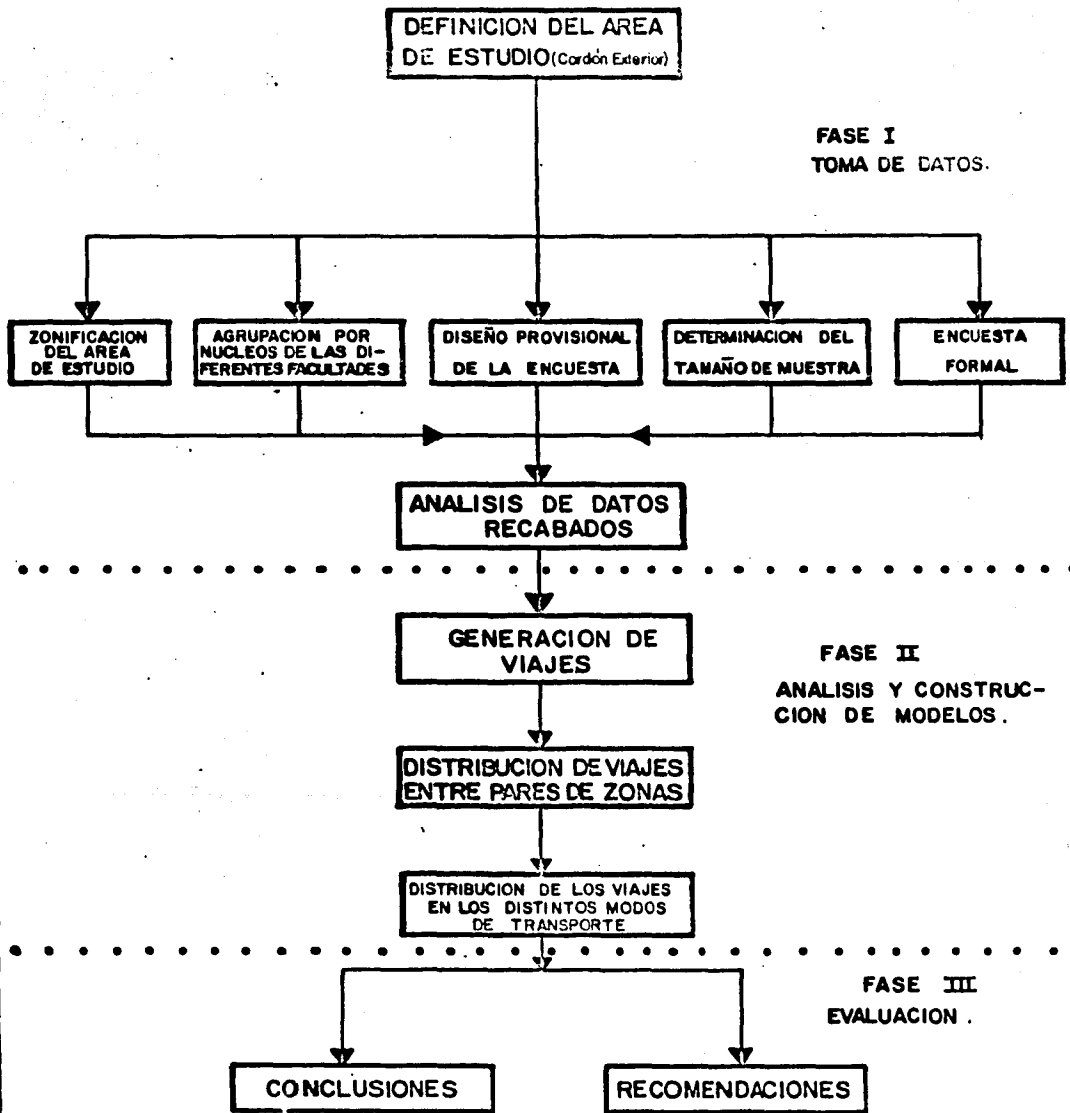 DEFINICION DEL AREA
DE ESTUDIO (Cordón Exterior)
FASE I
TOMA DE DATOS.
ZONIFICACION
DEL AREA
DE ESTUDIO
AGRUPACION POR
NUCLEOS DE LAS DI-
FERENTES FACULTADES
DISEÑO PROVISIONAL
DE LA ENCUESTA
DETERMINACION DEL
TAMAÑO DE MUESTRA
ENCUESTA
FORMAL
ANALISIS DE DATOS
RECABADOS
GENERACION DE
VIAJES
FASE II
ANALISIS Y CONSTRUC-
CION DE MODELOS.
DISTRIBUCION DE VIAJES
ENTRE PARES DE ZONAS
DISTRIBUCION DE LOS VIAJES
EN LOS DISTINTOS MODOS
DE TRANSPORTE
FASE III
EVALUACION.
CONCLUSIONES
RECOMENDACIONES